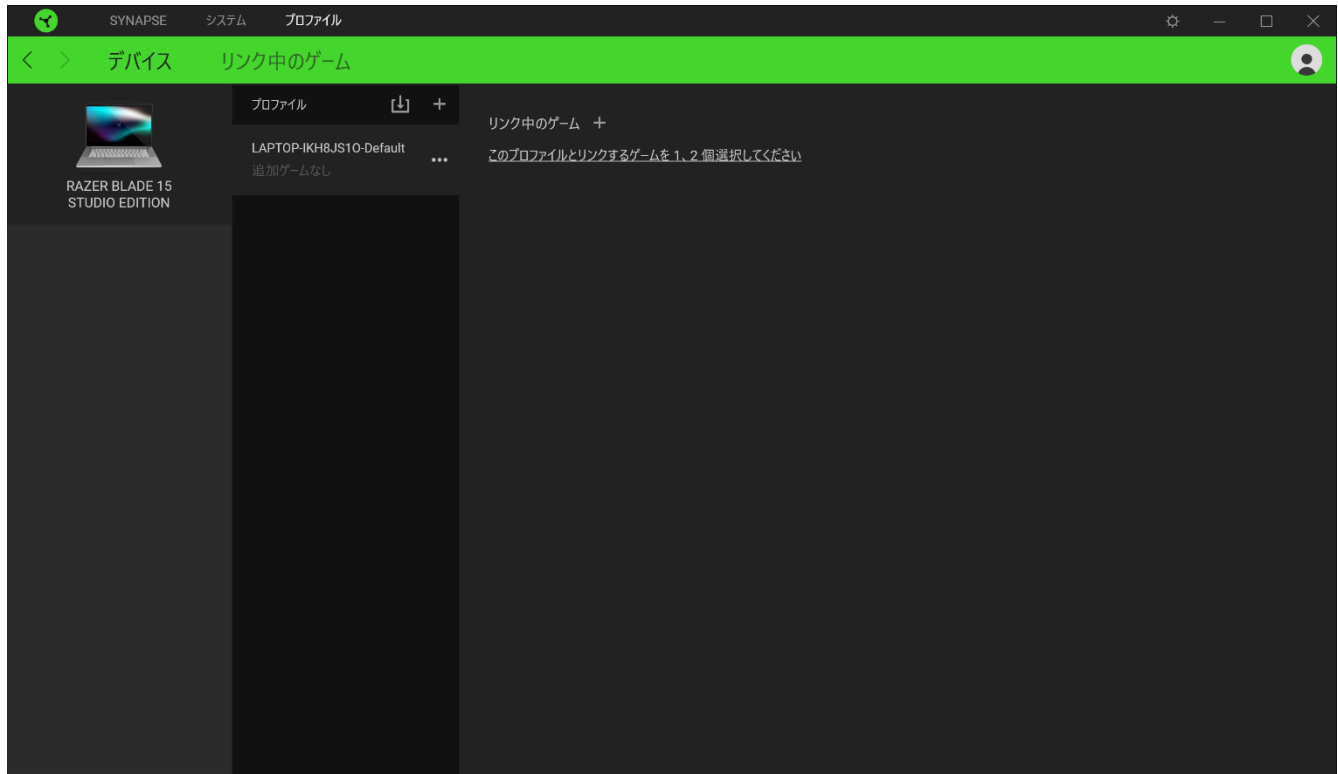 SYNAPSE システム プロファイル
デバイス リンク中のゲーム
RAZER BLADE 15
STUDIO EDITION
プロファイル
LAPTOP-IKH8JS1O-Default
追加ゲームなし
リンク中のゲーム
このプロファイルとリンクするゲームを 1、2 個選択してください